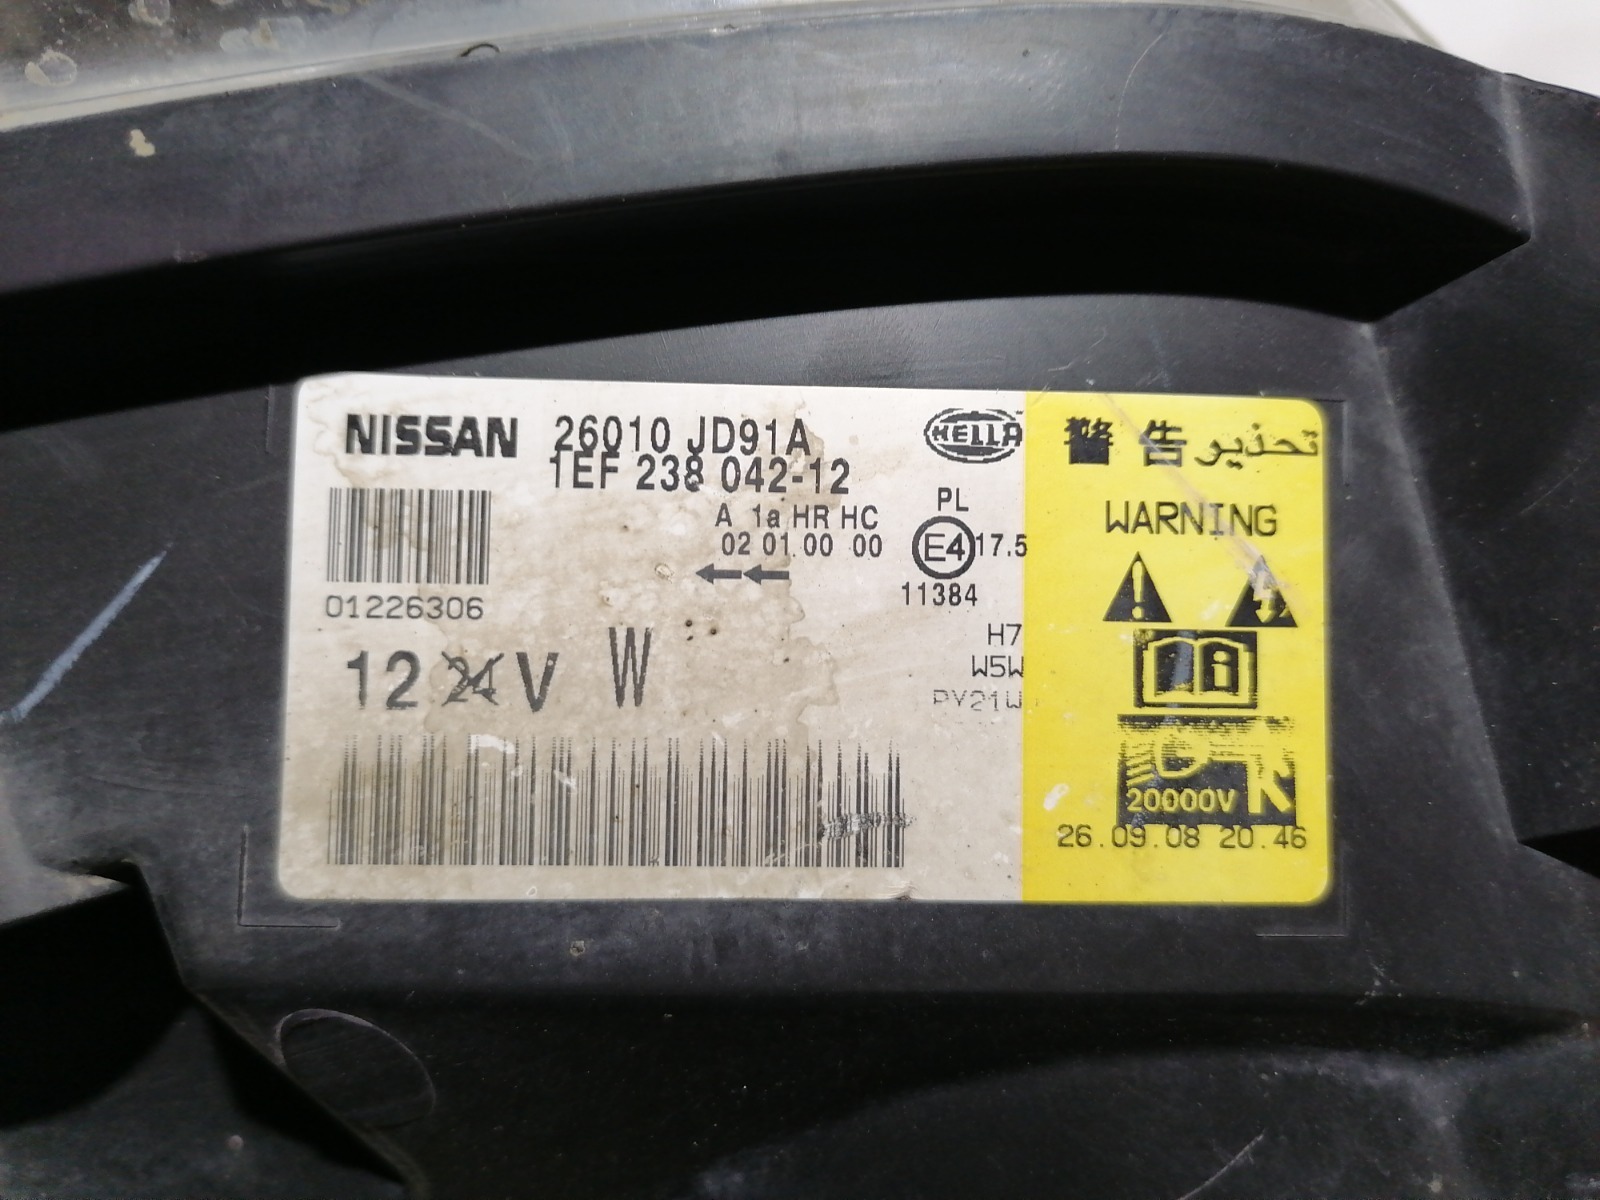 NISSAN 26010 JD91A
1EF 238 042-12
HELLA
A 1a HR HC
02 01.00 00
PL
E4 17.5
11384
01226306
12 24 V W
H7
W5W
PY21W
警告 تحذير
WARNING
20000V
26.09.08 20.46